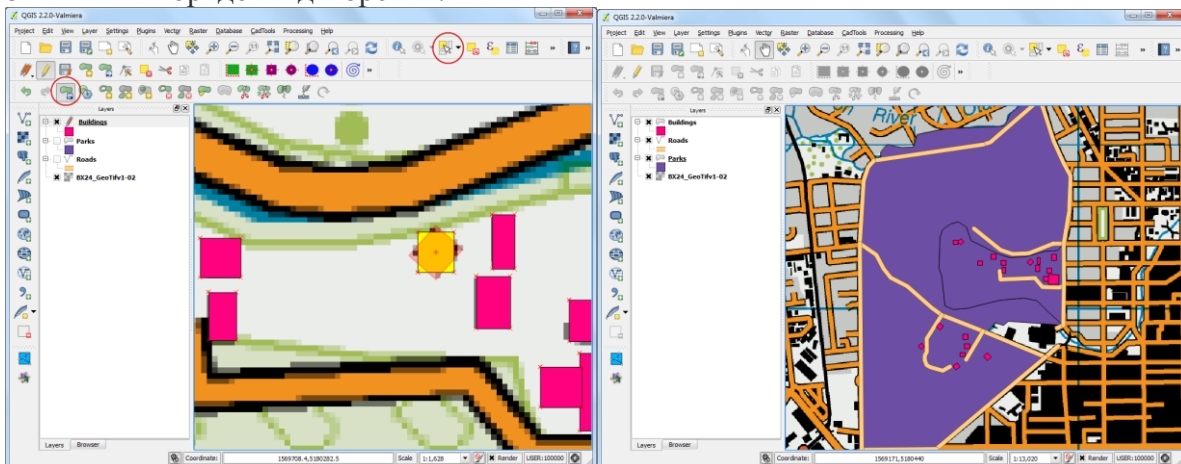 QGIS 2.2.0-Valmiera
Project Edit View Layer Settings Plugins Vector Raster Database CadTools Processing Help
Layers
Buildings
Parks
Roads
BX24_GeoTifv1-02
Layers Browser
Coordinate: 1569708.4,5180282.5 Scale 1:1,628 Render USER:100000
QGIS 2.2.0-Valmiera
Project Edit View Layer Settings Plugins Vector Raster Database CadTools Processing Help
Layers
Buildings
Roads
Parks
BX24_GeoTifv1-02
River
Layers Browser
Coordinate: 1569171,5180440 Scale 1:13,020 Render USER:100000